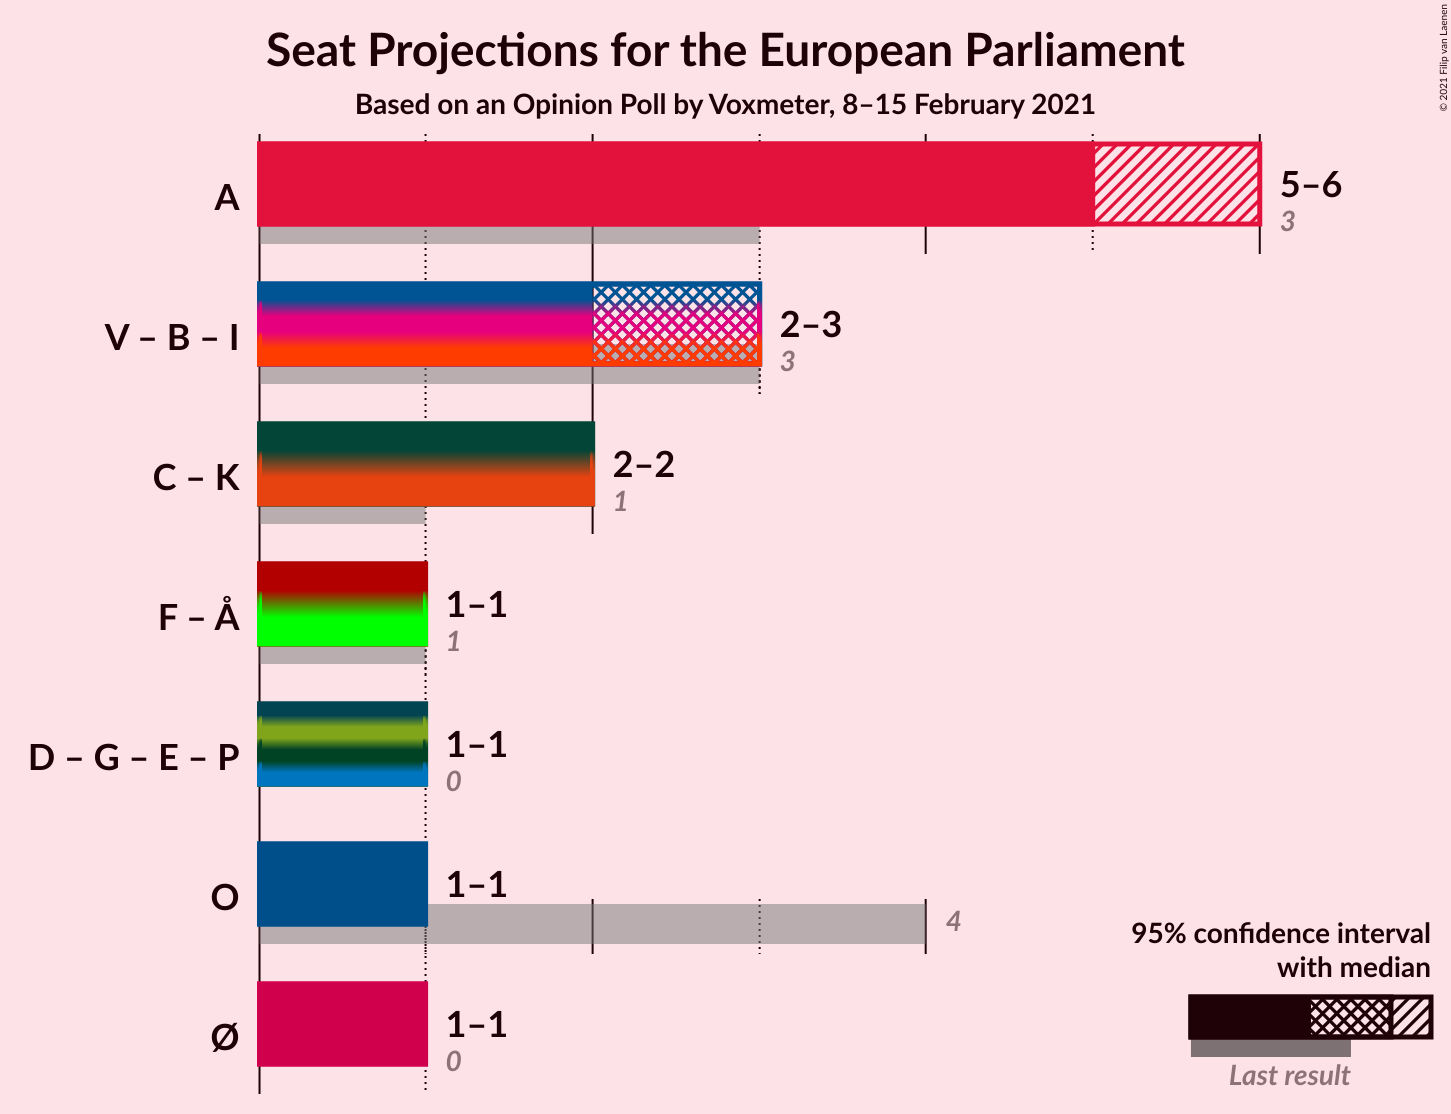 Seat Projections for the European Parliament
Based on an Opinion Poll by Voxmeter, 8–15 February 2021
© 2021 Filip van Laenen
A
5–6
3
V – B – I
2–3
3
C – K
2–2
1
F – Å
1–1
1
D – G – E – P
1–1
0
O
1–1
4
Ø
1–1
0
95% confidence interval
with median
Last result